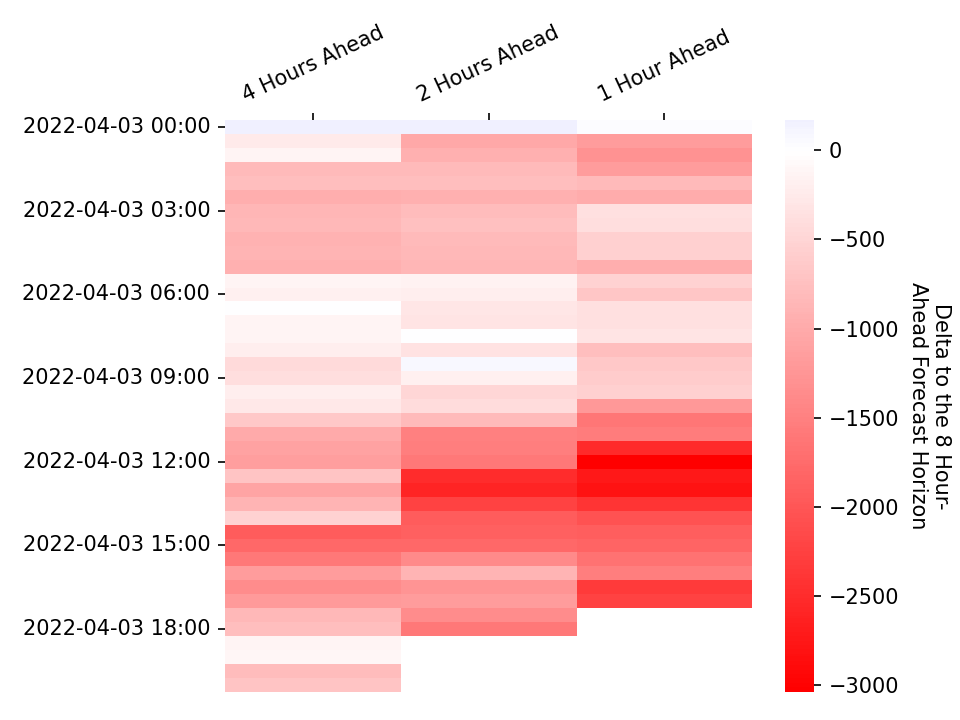 4 Hours Ahead
2 Hours Ahead
1 Hour Ahead
2022-04-03 00:00
2022-04-03 03:00
2022-04-03 06:00
2022-04-03 09:00
2022-04-03 12:00
2022-04-03 15:00
2022-04-03 18:00
0
−500
−1000
−1500
−2000
−2500
−3000
Delta to the 8 Hour-
Ahead Forecast Horizon